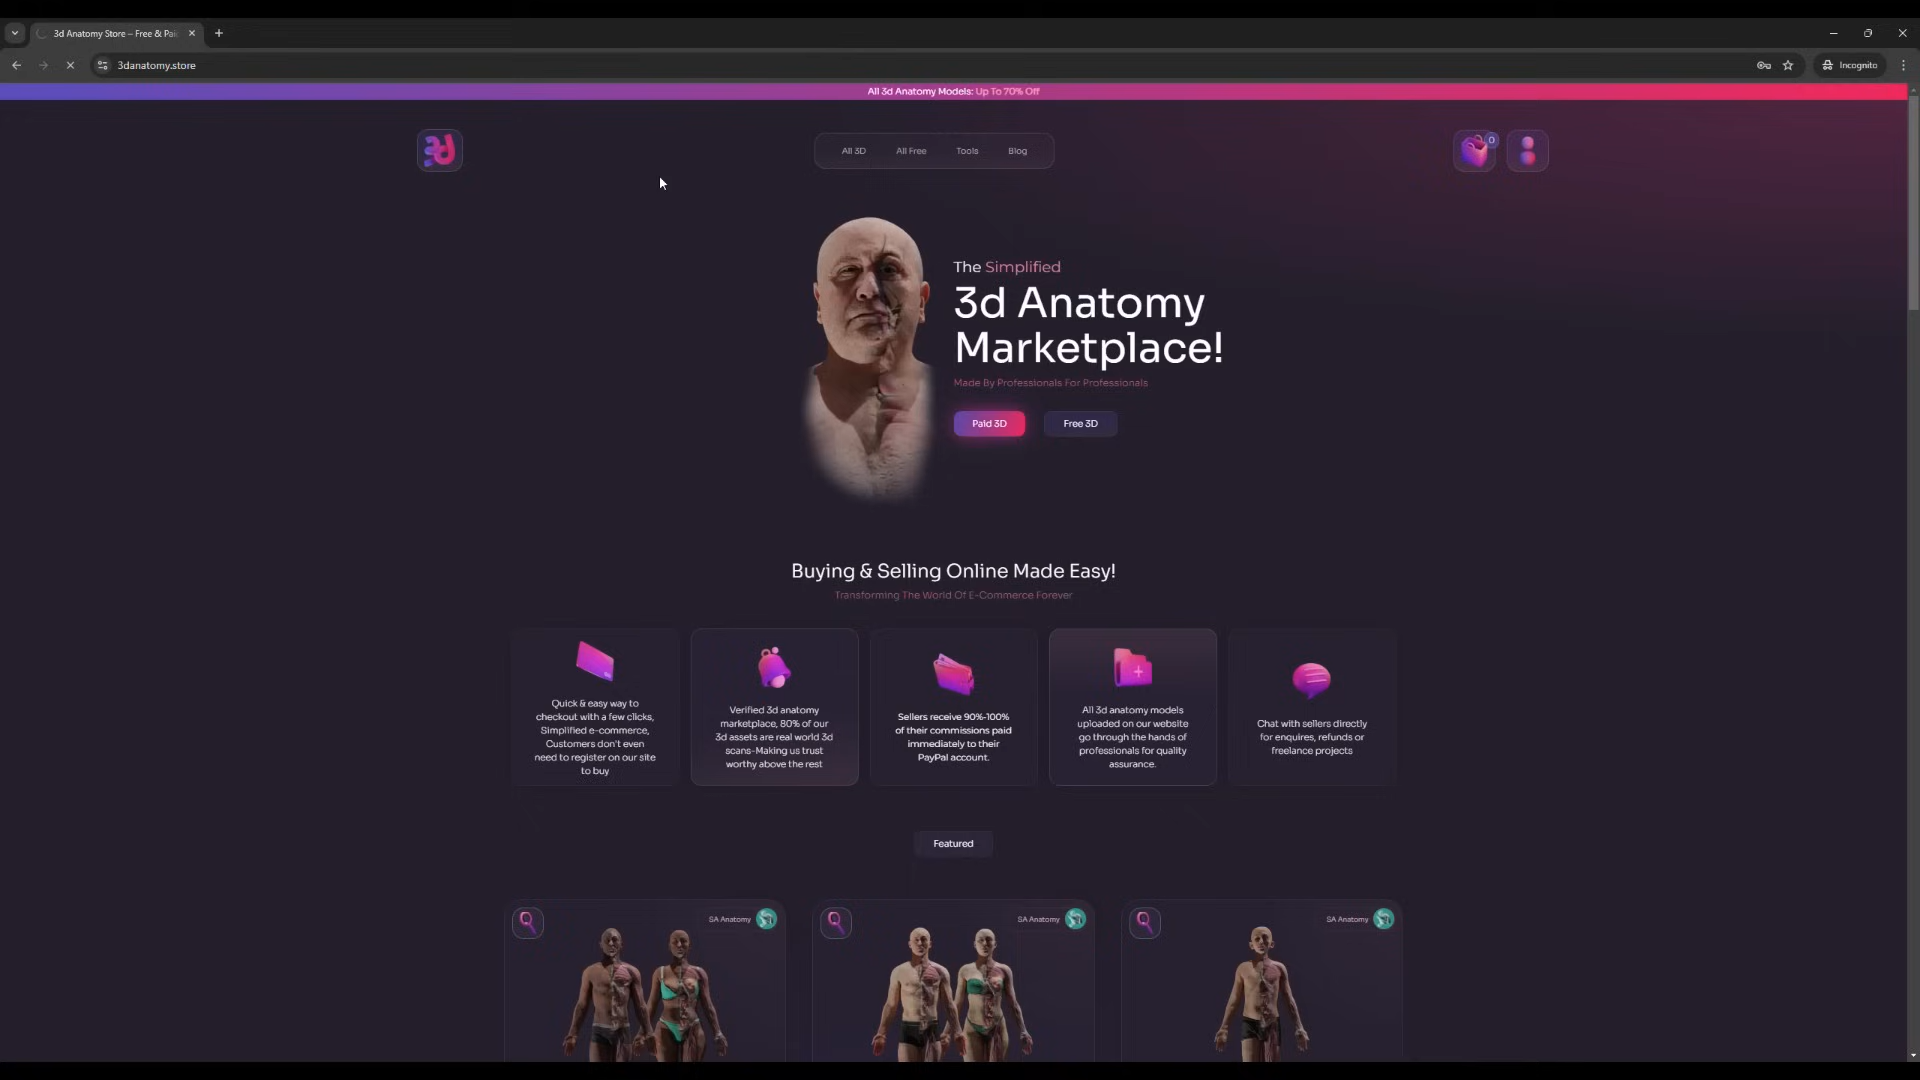 3d Anatomy Store – Free & Pai
3danatomy.store
Incognito
All 3d Anatomy Models: Up To 70% Off
3d
All 3D
All Free
Tools
Blog
0
The Simplified
3d Anatomy
Marketplace!
Made By Professionals For Professionals
Paid 3D
Free 3D
Buying & Selling Online Made Easy!
Transforming The World Of E-Commerce Forever
Quick & easy way to
checkout with a few clicks,
Simplified e-commerce,
Customers don't even
need to register on our site
to buy
Verified 3d anatomy
marketplace, 80% of our
3d assets are real world 3d
scans-Making us trust
worthy above the rest
Sellers receive 90%-100%
of their commissions paid
immediately to their
PayPal account.
All 3d anatomy models
uploaded on our website
go through the hands of
professionals for quality
assurance.
Chat with sellers directly
for enquires, refunds or
freelance projects
Featured
SA Anatomy
SA Anatomy
SA Anatomy